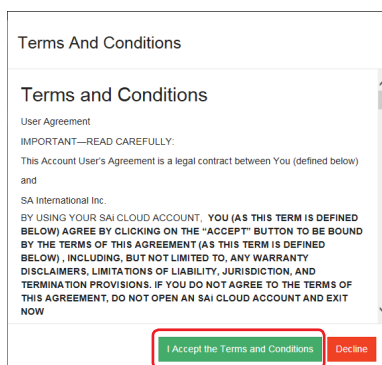 Terms And Conditions
Terms and Conditions
User Agreement
IMPORTANT—READ CAREFULLY:
This Account User's Agreement is a legal contract between You (defined below)
and
SA International Inc.
BY USING YOUR SAi CLOUD ACCOUNT, YOU (AS THIS TERM IS DEFINED
BELOW) AGREE BY CLICKING ON THE “ACCEPT” BUTTON TO BE BOUND
BY THE TERMS OF THIS AGREEMENT (AS THIS TERM IS DEFINED
BELOW) , INCLUDING, BUT NOT LIMITED TO, ANY WARRANTY
DISCLAIMERS, LIMITATIONS OF LIABILITY, JURISDICTION, AND
TERMINATION PROVISIONS. IF YOU DO NOT AGREE TO THE TERMS OF
THIS AGREEMENT, DO NOT OPEN AN SAi CLOUD ACCOUNT AND EXIT
NOW
I Accept the Terms and Conditions Decline